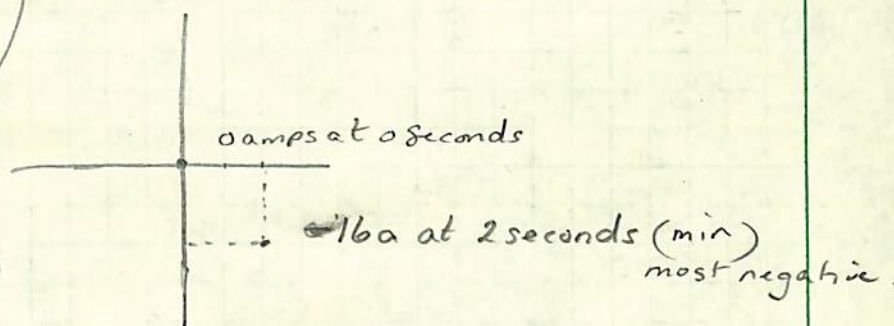 0 amps at 0 seconds
-16a at 2 seconds (min)
most negative.